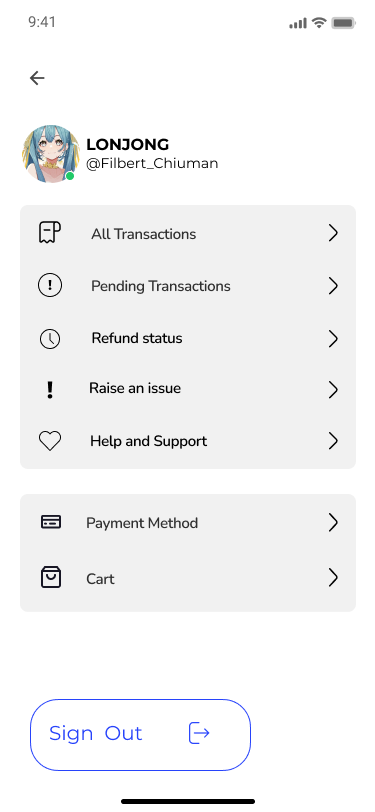 9:41
LONJONG
@Filbert_Chiuman
All Transactions
Pending Transactions
Refund status
Raise an issue
Help and Support
Payment Method
Cart
Sign Out